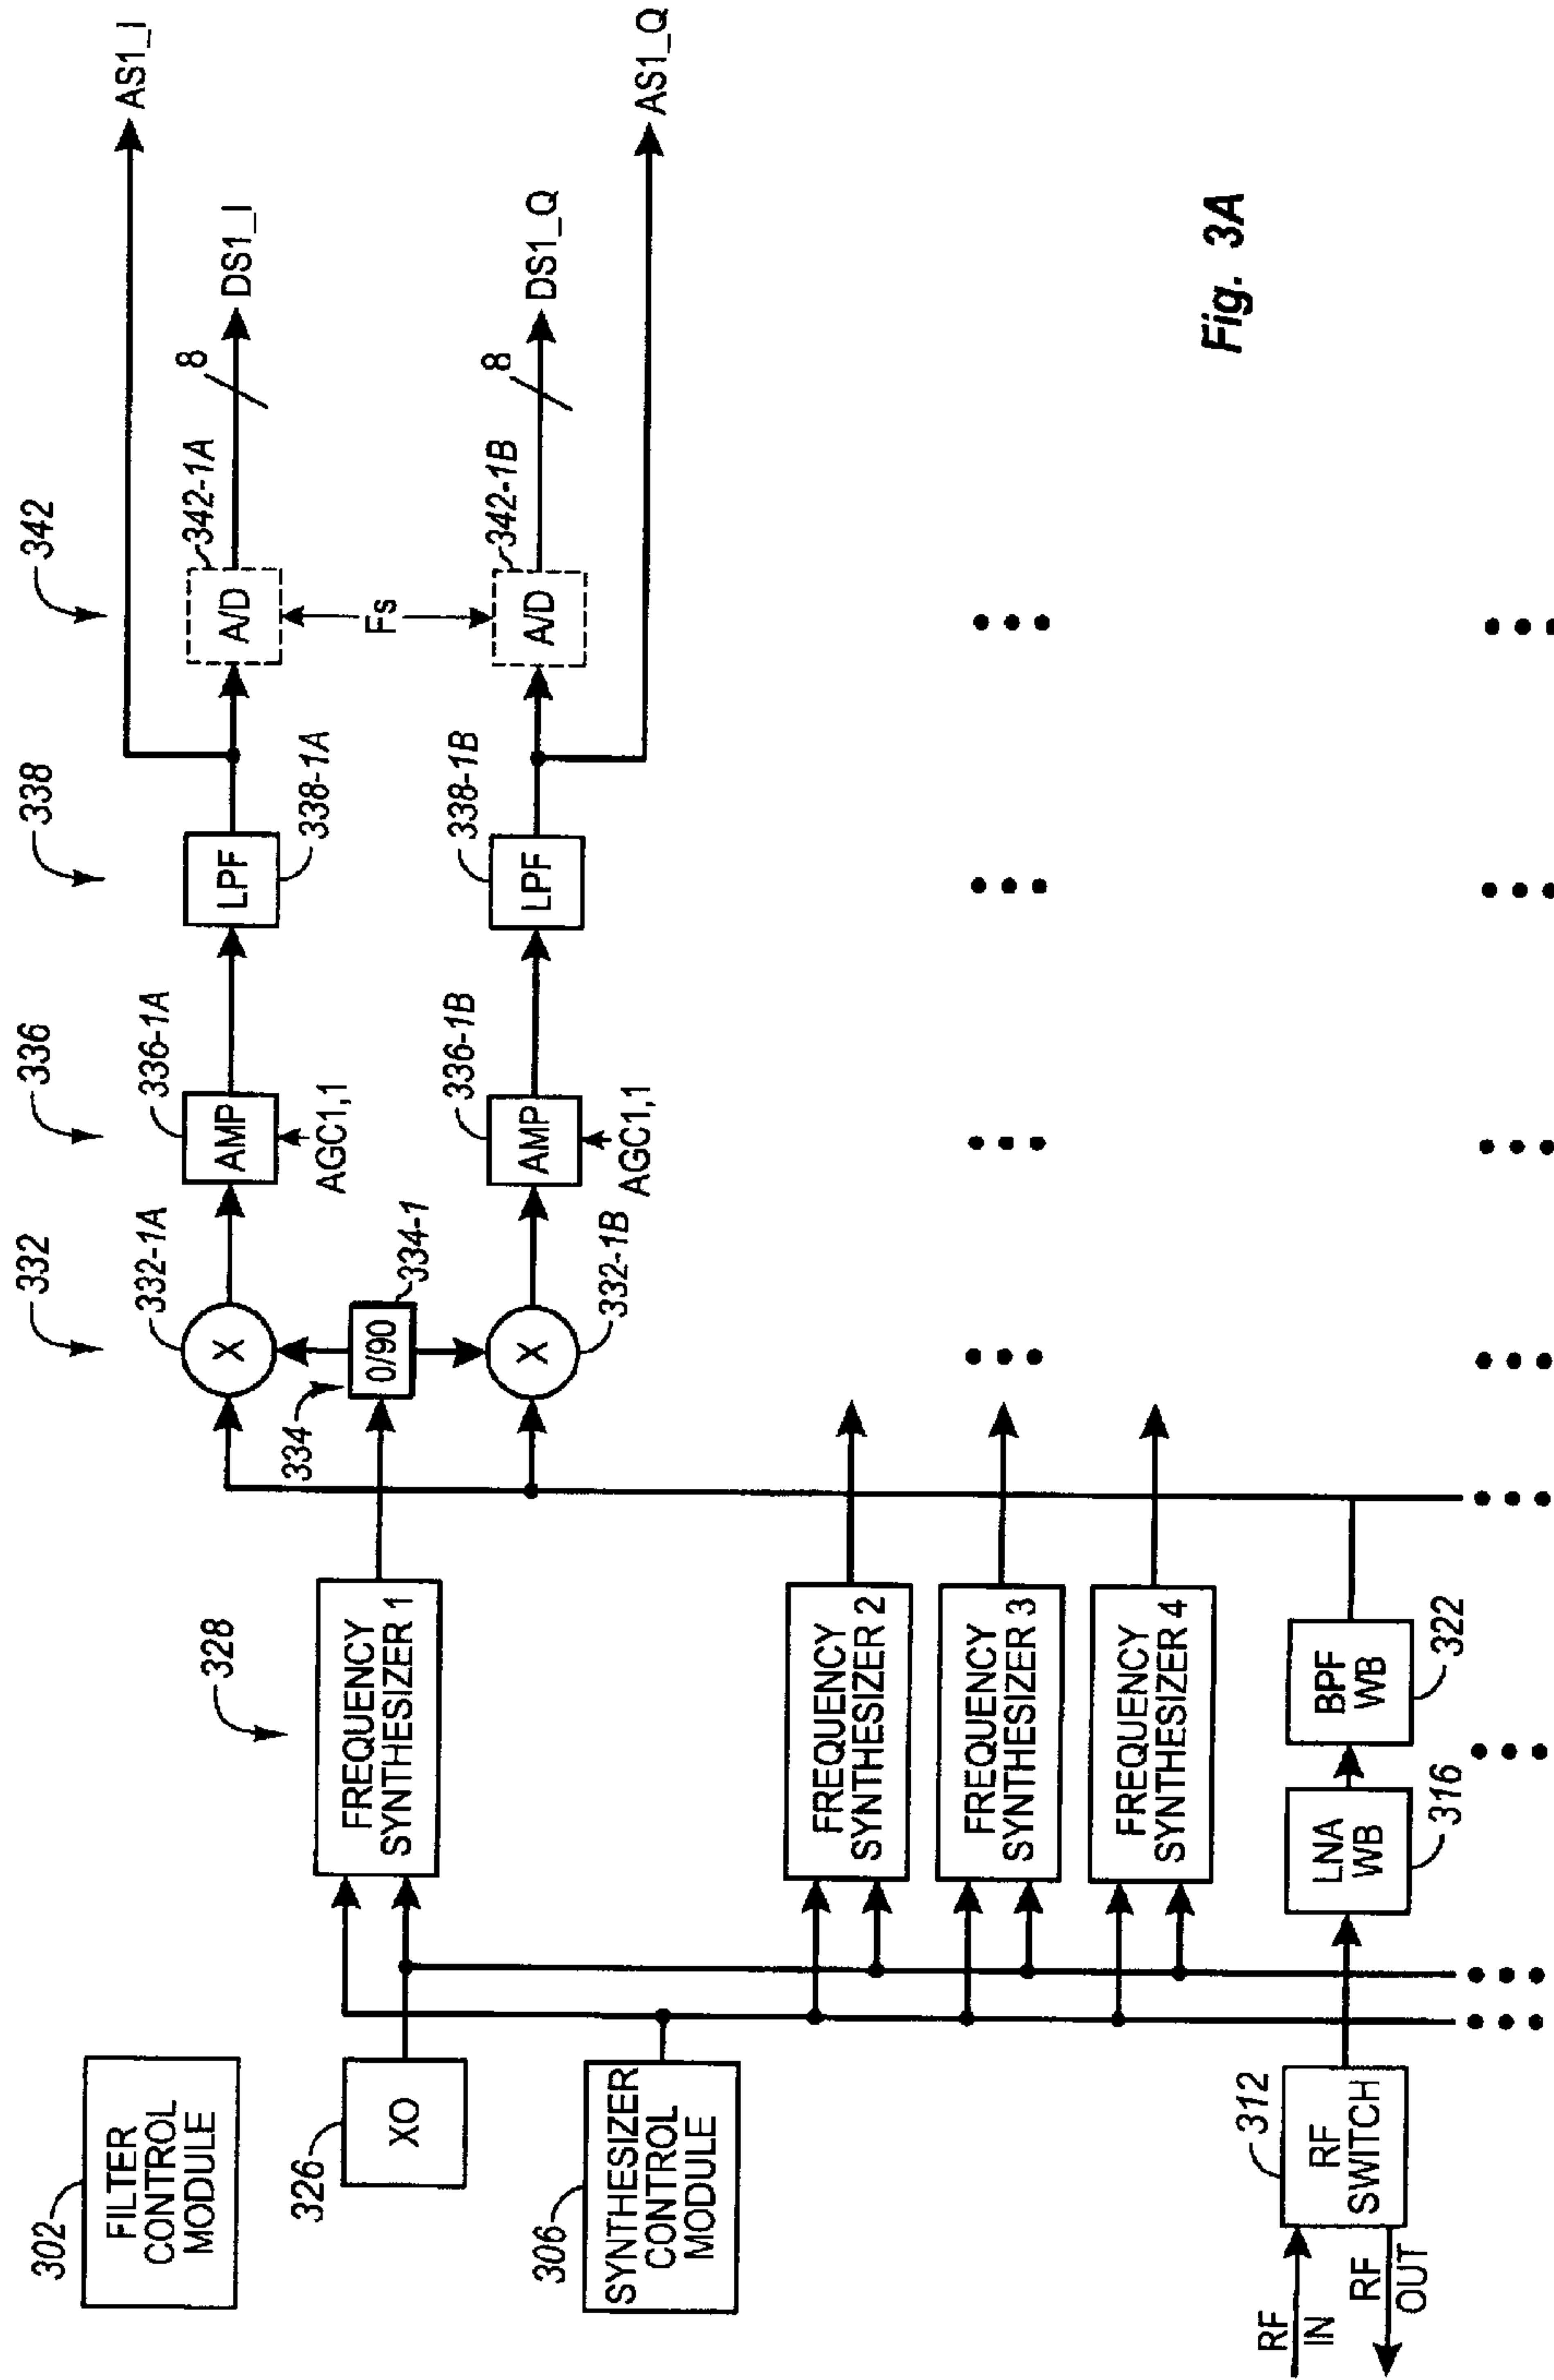 302
FILTER
CONTROL
MODULE
326
XO
306
SYNTHESIZER
CONTROL
MODULE
RF
IN
RF
OUT
312
RF
SWITCH
328
FREQUENCY
SYNTHESIZER 1
FREQUENCY
SYNTHESIZER 2
FREQUENCY
SYNTHESIZER 3
FREQUENCY
SYNTHESIZER 4
LNA
WB
316
BPF
WB
322
332
332-1A
X
334
0/90
334-1
X
332-1B
336
336-1A
AMP
AGC1,1
336-1B
AMP
AGC1,1
338
LPF
338-1A
338-1B
LPF
342
342-1A
A/D
Fs
342-1B
A/D
8
8
DS1_I
DS1_Q
AS1_I
AS1_Q
Fig. 3A